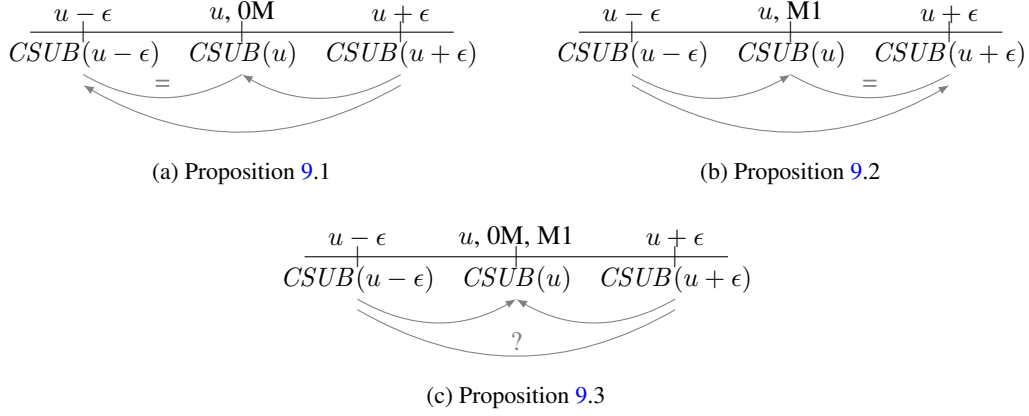 u − ϵ u, 0M u + ϵ
CSUB(u − ϵ) CSUB(u) CSUB(u + ϵ)
=
(a) Proposition 9.1
u − ϵ u, M1 u + ϵ
CSUB(u − ϵ) CSUB(u) CSUB(u + ϵ)
=
(b) Proposition 9.2
u − ϵ u, 0M, M1 u + ϵ
CSUB(u − ϵ) CSUB(u) CSUB(u + ϵ)
?
(c) Proposition 9.3